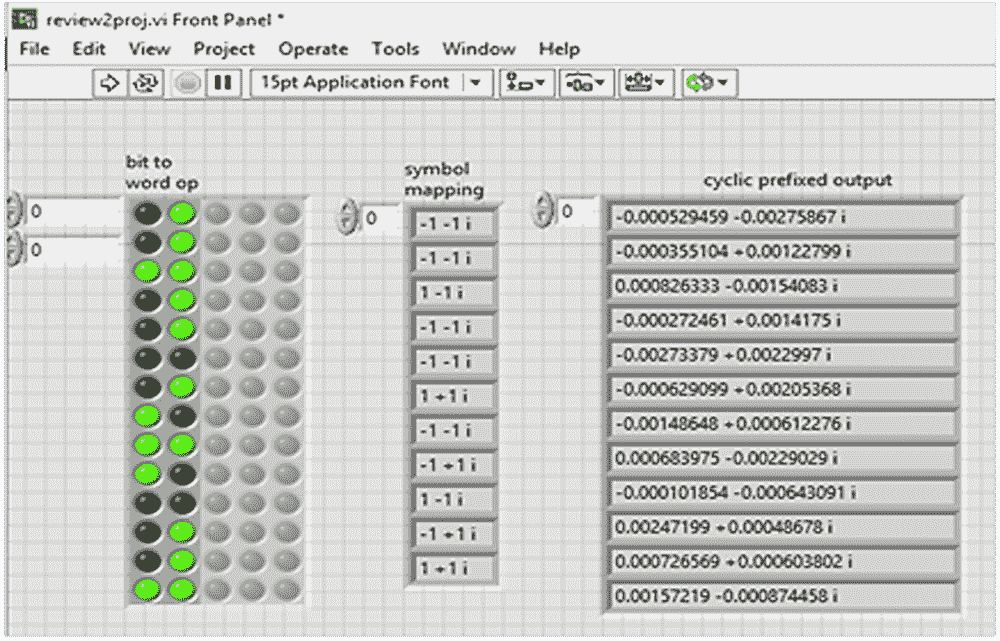 review2proj.vi Front Panel *
File Edit View Project Operate Tools Window Help
15pt Application Font
bit to
word op
0
0
symbol
mapping
0
-1 -1 i
-1 -1 i
1 -1 i
-1 -1 i
-1 -1 i
1 +1 i
-1 -1 i
-1 +1 i
1 -1 i
-1 +1 i
1 +1 i
cyclic prefixed output
0
-0.000529459 -0.00275867 i
-0.000355104 +0.00122799 i
0.000826333 -0.00154083 i
-0.000272461 +0.0014175 i
-0.00273379 +0.0022997 i
-0.000629099 +0.00205368 i
-0.00148648 +0.000612276 i
0.000683975 -0.00229029 i
-0.000101854 -0.000643091 i
0.00247199 +0.00048678 i
0.000726569 +0.000603802 i
0.00157219 -0.000874458 i